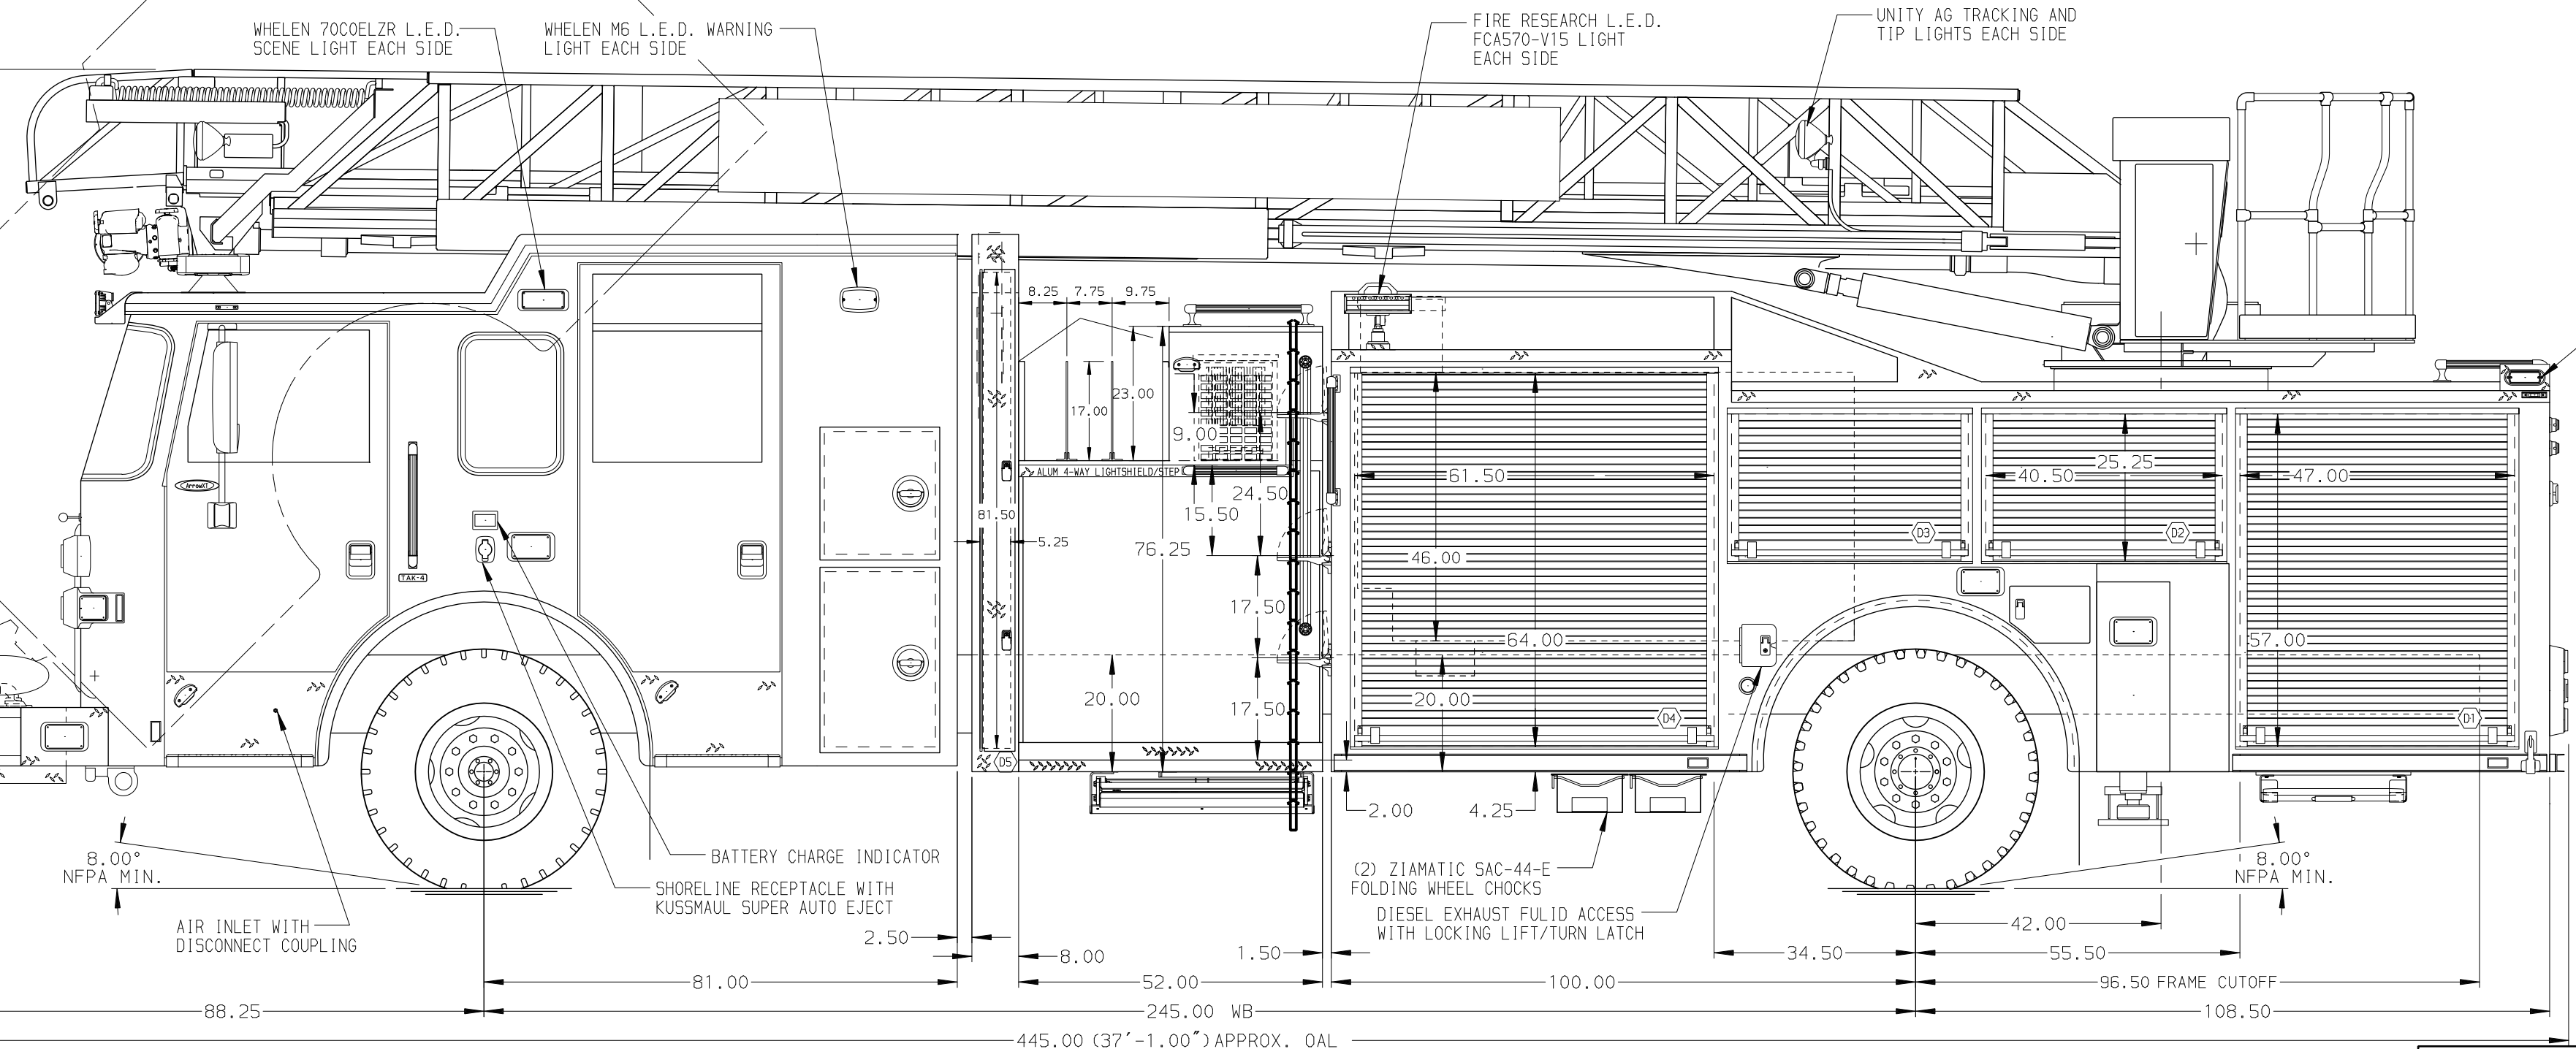 WHELEN 70C0ELZR L.E.D.
SCENE LIGHT EACH SIDE
WHELEN M6 L.E.D. WARNING
LIGHT EACH SIDE
FIRE RESEARCH L.E.D.
FCA570-V15 LIGHT
EACH SIDE
UNITY AG TRACKING AND
TIP LIGHTS EACH SIDE
8.25
7.75
9.75
17.00
23.00
9.00
ALUM 4-WAY LIGHTSHIELD/STEP
24.50
15.50
81.50
5.25
76.25
17.50
17.50
20.00
61.50
46.00
64.00
20.00
40.50
25.25
47.00
57.00
ArrowXT
TAK-4
D3
D2
D4
D1
D5
2.00
4.25
8.00°
NFPA MIN.
BATTERY CHARGE INDICATOR
SHORELINE RECEPTACLE WITH
KUSSMAUL SUPER AUTO EJECT
AIR INLET WITH
DISCONNECT COUPLING
(2) ZIAMATIC SAC-44-E
FOLDING WHEEL CHOCKS
DIESEL EXHAUST FULID ACCESS
WITH LOCKING LIFT/TURN LATCH
8.00°
NFPA MIN.
42.00
2.50
8.00
1.50
34.50
55.50
81.00
52.00
100.00
96.50 FRAME CUTOFF
88.25
245.00 WB
108.50
445.00 (37'-1.00") APPROX. OAL